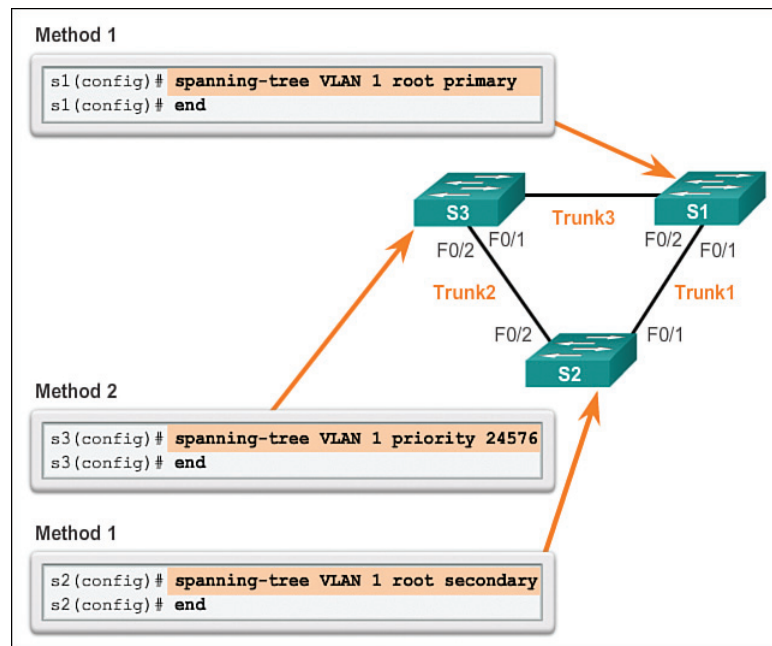 Method 1
s1(config)# spanning-tree VLAN 1 root primary
s1(config)# end
S3
S1
Trunk3
F0/1
F0/2
F0/2
F0/1
Trunk2
Trunk1
F0/2
F0/1
S2
Method 2
s3(config)# spanning-tree VLAN 1 priority 24576
s3(config)# end
Method 1
s2(config)# spanning-tree VLAN 1 root secondary
s2(config)# end